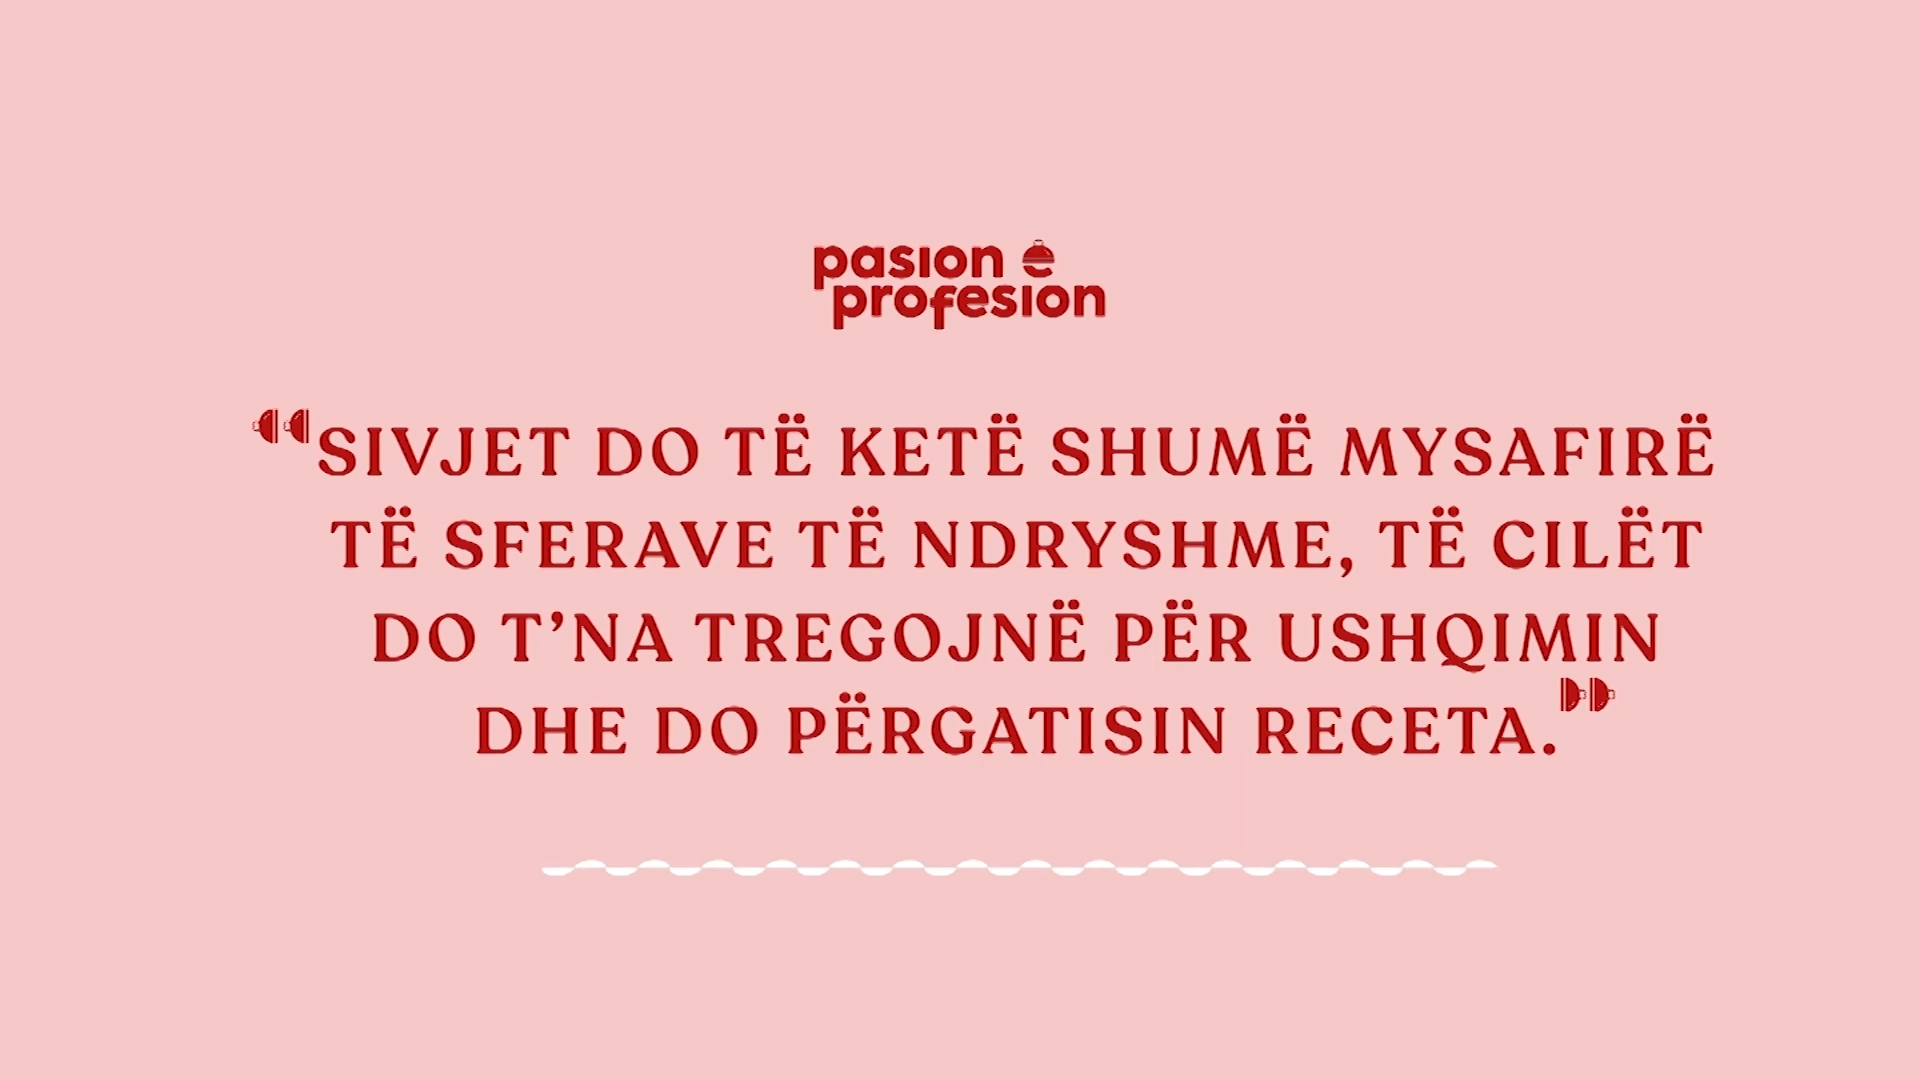 pasion e
profesion
“SIVJET DO TË KETË SHUMË MYSAFIRË
TË SFERAVE TË NDRYSHME, TË CILËT
DO T’NA TREGOJNË PËR USHQIMIN
DHE DO PËRGATISIN RECETA.”